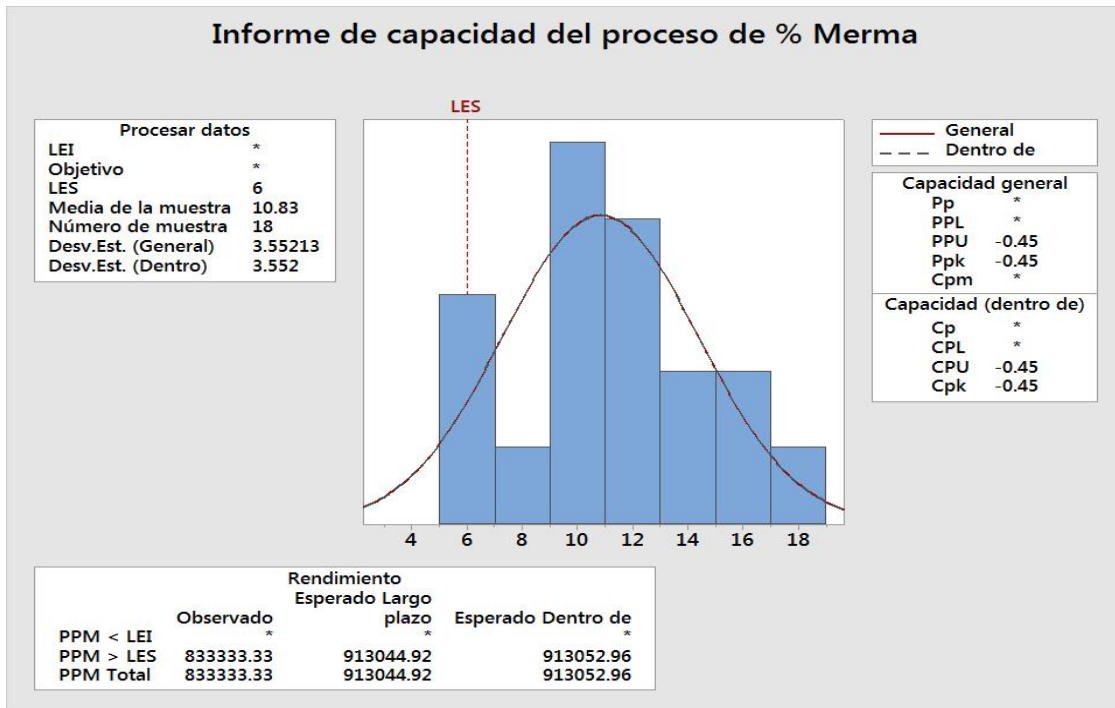 Informe de capacidad del proceso de % Merma
LES
Procesar datos
LEI *
Objetivo *
LES 6
Media de la muestra 10.83
Número de muestra 18
Desv.Est. (General) 3.55213
Desv.Est. (Dentro) 3.552
General
Dentro de
Capacidad general
Pp *
PPL *
PPU -0.45
Ppk -0.45
Cpm *
Capacidad (dentro de)
Cp *
CPL *
CPU -0.45
Cpk -0.45
4 6 8 10 12 14 16 18
Rendimiento
Esperado Largo
Observado plazo Esperado Dentro de
PPM < LEI * * *
PPM > LES 833333.33 913044.92 913052.96
PPM Total 833333.33 913044.92 913052.96